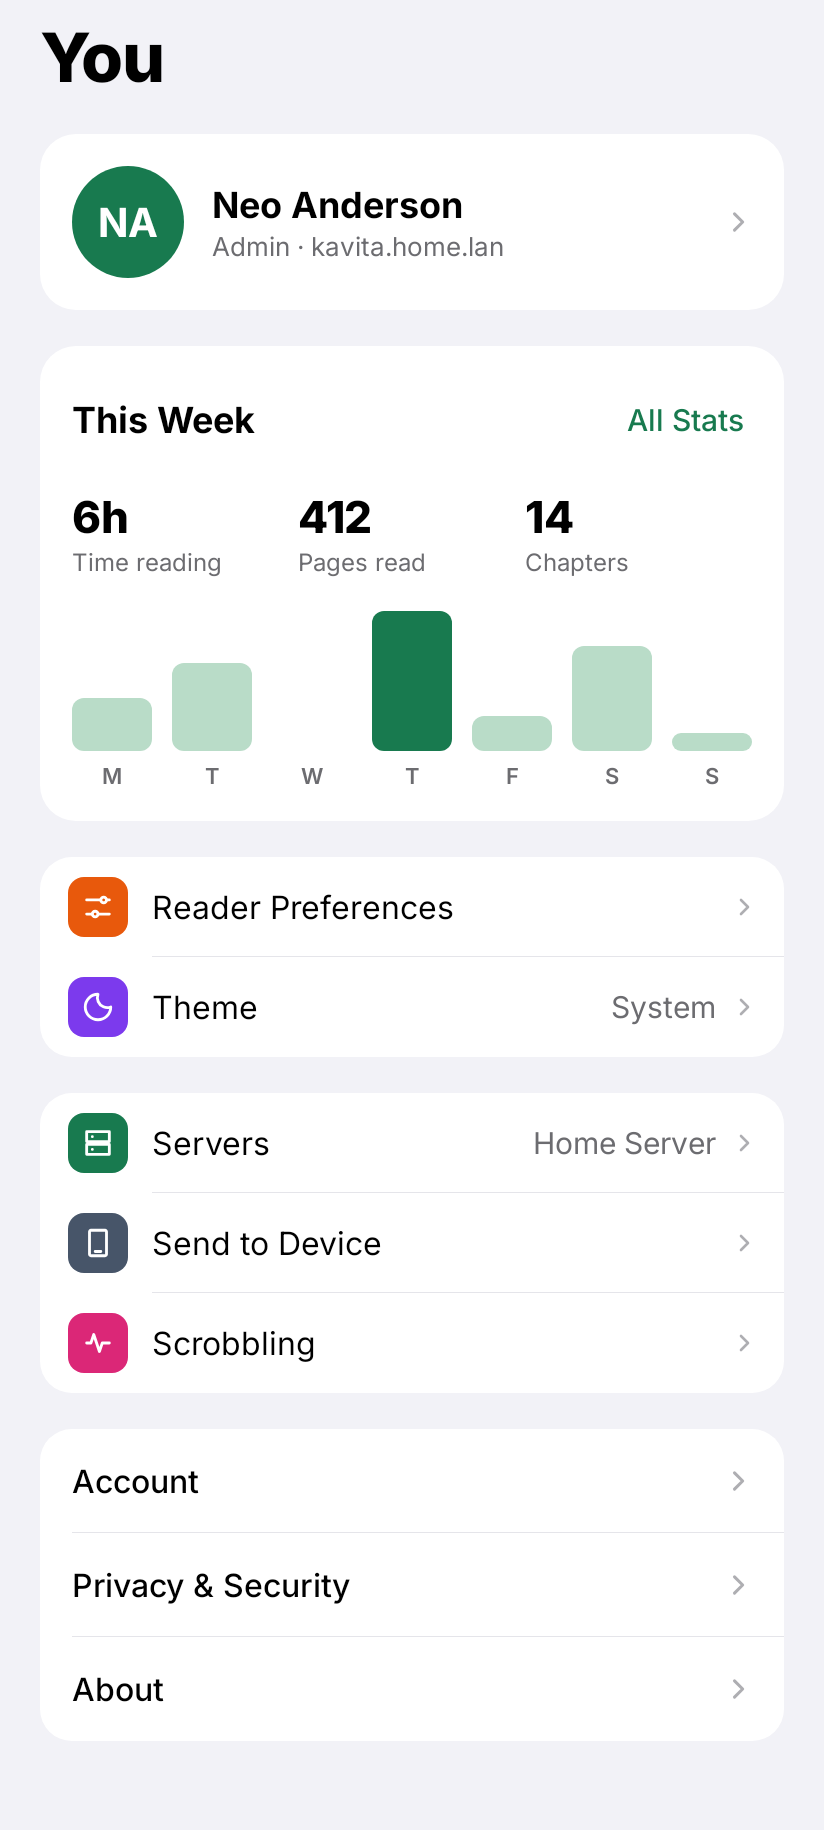 You
NA
Neo Anderson
Admin · kavita.home.lan
This Week
All Stats
6h
412
14
Time reading
Pages read
Chapters
M T W T F S S
Reader Preferences
Theme
System
Servers
Home Server
Send to Device
Scrobbling
Account
Privacy & Security
About